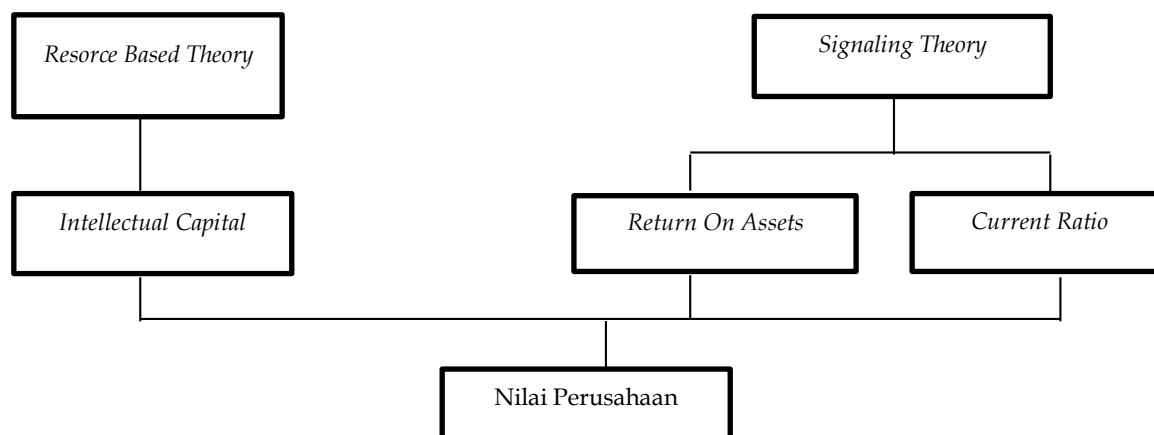 Resorce Based Theory
Signaling Theory
Intellectual Capital
Return On Assets
Current Ratio
Nilai Perusahaan